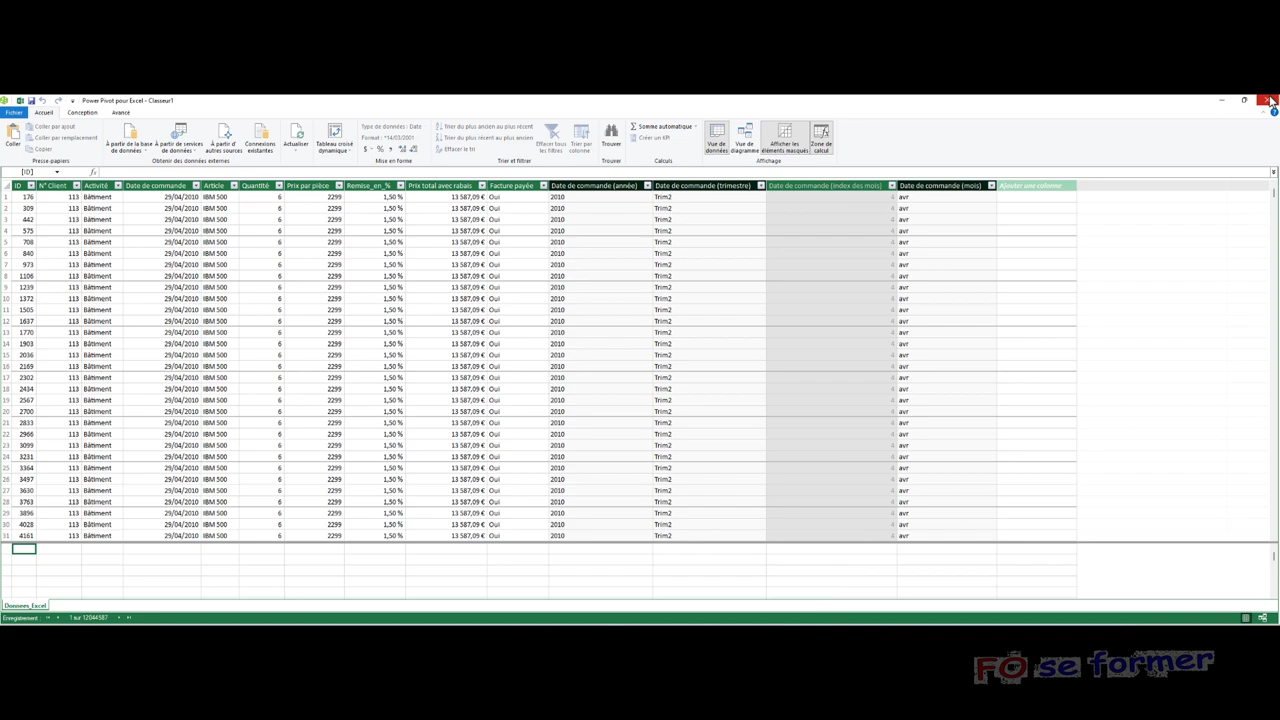 Power Pivot pour Excel - Classeur1
Fichier Accueil Conception Avancé
Coller
Coller par ajout
Coller par remplacement
Copier
Presse-papiers
À partir de la base de données
À partir de services de données
À partir d' autres sources
Connexions existantes
Obtenir des données externes
Actualiser
Tableau croisé dynamique
Type de données : Date
Format : *14/03/2001
$ % ,
Mise en forme
Trier du plus ancien au plus récent
Trier du plus récent au plus ancien
Effacer le tri
Effacer tous les filtres
Trier par colonne
Trier et filtrer
Trouver
Trouver
Somme automatique
Créer un KPI
Calculs
Vue de données
Vue de diagramme
Afficher les éléments masqués
Zone de calcul
Affichage
[ID] fx
ID N° Client Activité Date de commande Article Quantité Prix par pièce Remise_en_% Prix total avec rabais Facture payée Date de commande (année) Date de commande (trimestre) Date de commande (index des mois) Date de commande (mois) Ajouter une colonne
1 176 113 Bâtiment 29/04/2010 IBM 500 6 2299 1,50 % 13 587,09 € Oui 2010 Trim2 4 avr
2 309 113 Bâtiment 29/04/2010 IBM 500 6 2299 1,50 % 13 587,09 € Oui 2010 Trim2 4 avr
3 442 113 Bâtiment 29/04/2010 IBM 500 6 2299 1,50 % 13 587,09 € Oui 2010 Trim2 4 avr
4 575 113 Bâtiment 29/04/2010 IBM 500 6 2299 1,50 % 13 587,09 € Oui 2010 Trim2 4 avr
5 708 113 Bâtiment 29/04/2010 IBM 500 6 2299 1,50 % 13 587,09 € Oui 2010 Trim2 4 avr
6 840 113 Bâtiment 29/04/2010 IBM 500 6 2299 1,50 % 13 587,09 € Oui 2010 Trim2 4 avr
7 973 113 Bâtiment 29/04/2010 IBM 500 6 2299 1,50 % 13 587,09 € Oui 2010 Trim2 4 avr
8 1106 113 Bâtiment 29/04/2010 IBM 500 6 2299 1,50 % 13 587,09 € Oui 2010 Trim2 4 avr
9 1239 113 Bâtiment 29/04/2010 IBM 500 6 2299 1,50 % 13 587,09 € Oui 2010 Trim2 4 avr
10 1372 113 Bâtiment 29/04/2010 IBM 500 6 2299 1,50 % 13 587,09 € Oui 2010 Trim2 4 avr
11 1505 113 Bâtiment 29/04/2010 IBM 500 6 2299 1,50 % 13 587,09 € Oui 2010 Trim2 4 avr
12 1637 113 Bâtiment 29/04/2010 IBM 500 6 2299 1,50 % 13 587,09 € Oui 2010 Trim2 4 avr
13 1770 113 Bâtiment 29/04/2010 IBM 500 6 2299 1,50 % 13 587,09 € Oui 2010 Trim2 4 avr
14 1903 113 Bâtiment 29/04/2010 IBM 500 6 2299 1,50 % 13 587,09 € Oui 2010 Trim2 4 avr
15 2036 113 Bâtiment 29/04/2010 IBM 500 6 2299 1,50 % 13 587,09 € Oui 2010 Trim2 4 avr
16 2169 113 Bâtiment 29/04/2010 IBM 500 6 2299 1,50 % 13 587,09 € Oui 2010 Trim2 4 avr
17 2302 113 Bâtiment 29/04/2010 IBM 500 6 2299 1,50 % 13 587,09 € Oui 2010 Trim2 4 avr
18 2434 113 Bâtiment 29/04/2010 IBM 500 6 2299 1,50 % 13 587,09 € Oui 2010 Trim2 4 avr
19 2567 113 Bâtiment 29/04/2010 IBM 500 6 2299 1,50 % 13 587,09 € Oui 2010 Trim2 4 avr
20 2700 113 Bâtiment 29/04/2010 IBM 500 6 2299 1,50 % 13 587,09 € Oui 2010 Trim2 4 avr
21 2833 113 Bâtiment 29/04/2010 IBM 500 6 2299 1,50 % 13 587,09 € Oui 2010 Trim2 4 avr
22 2966 113 Bâtiment 29/04/2010 IBM 500 6 2299 1,50 % 13 587,09 € Oui 2010 Trim2 4 avr
23 3099 113 Bâtiment 29/04/2010 IBM 500 6 2299 1,50 % 13 587,09 € Oui 2010 Trim2 4 avr
24 3231 113 Bâtiment 29/04/2010 IBM 500 6 2299 1,50 % 13 587,09 € Oui 2010 Trim2 4 avr
25 3364 113 Bâtiment 29/04/2010 IBM 500 6 2299 1,50 % 13 587,09 € Oui 2010 Trim2 4 avr
26 3497 113 Bâtiment 29/04/2010 IBM 500 6 2299 1,50 % 13 587,09 € Oui 2010 Trim2 4 avr
27 3630 113 Bâtiment 29/04/2010 IBM 500 6 2299 1,50 % 13 587,09 € Oui 2010 Trim2 4 avr
28 3763 113 Bâtiment 29/04/2010 IBM 500 6 2299 1,50 % 13 587,09 € Oui 2010 Trim2 4 avr
29 3896 113 Bâtiment 29/04/2010 IBM 500 6 2299 1,50 % 13 587,09 € Oui 2010 Trim2 4 avr
30 4028 113 Bâtiment 29/04/2010 IBM 500 6 2299 1,50 % 13 587,09 € Oui 2010 Trim2 4 avr
31 4161 113 Bâtiment 29/04/2010 IBM 500 6 2299 1,50 % 13 587,09 € Oui 2010 Trim2 4 avr
Donnees_Excel
Enregistrement 1 sur 12044587
FO se former